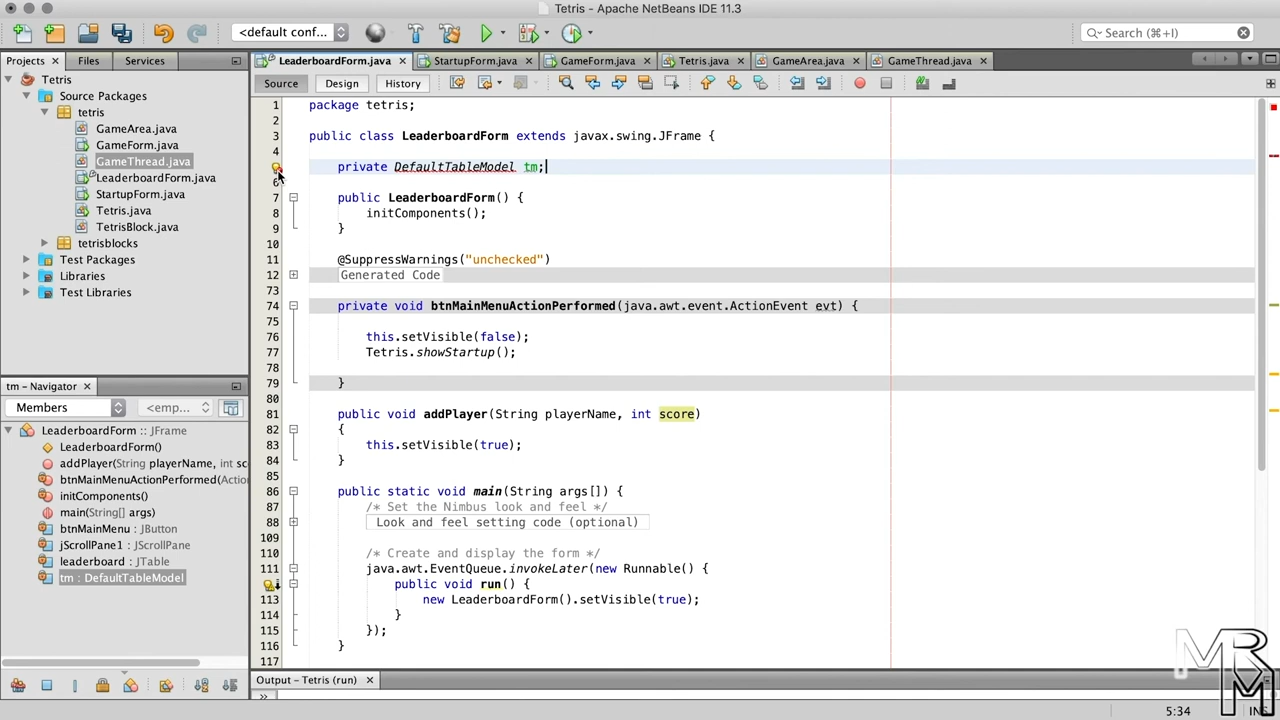 Tetris - Apache NetBeans IDE 11.3
<default conf...
Search (⌘+I)
Projects
Files
Services
LeaderboardForm.java
StartupForm.java
GameForm.java
Tetris.java
GameArea.java
GameThread.java
Source
Design
History
Tetris
Source Packages
tetris
GameArea.java
GameForm.java
GameThread.java
LeaderboardForm.java
StartupForm.java
Tetris.java
TetrisBlock.java
tetrisblocks
Test Packages
Libraries
Test Libraries
tm - Navigator
Members
<emp...
LeaderboardForm :: JFrame
LeaderboardForm()
addPlayer(String playerName, int sc
btnMainMenuActionPerformed(Actio
initComponents()
main(String[] args)
btnMainMenu : JButton
jScrollPane1 : JScrollPane
leaderboard : JTable
tm : DefaultTableModel
1 package tetris;
2
3 public class LeaderboardForm extends javax.swing.JFrame {
4
private DefaultTableModel tm;
6
7 public LeaderboardForm() {
8 initComponents();
9 }
10
11 @SuppressWarnings("unchecked")
12 Generated Code
73
74 private void btnMainMenuActionPerformed(java.awt.event.ActionEvent evt) {
75
76 this.setVisible(false);
77 Tetris.showStartup();
78
79 }
80
81 public void addPlayer(String playerName, int score)
82 {
83 this.setVisible(true);
84 }
85
86 public static void main(String args[]) {
87 /* Set the Nimbus look and feel */
88 Look and feel setting code (optional)
109
110 /* Create and display the form */
111 java.awt.EventQueue.invokeLater(new Runnable() {
public void run() {
113 new LeaderboardForm().setVisible(true);
114 }
115 });
116 }
117
Output - Tetris (run)
5:34
INS
MRM